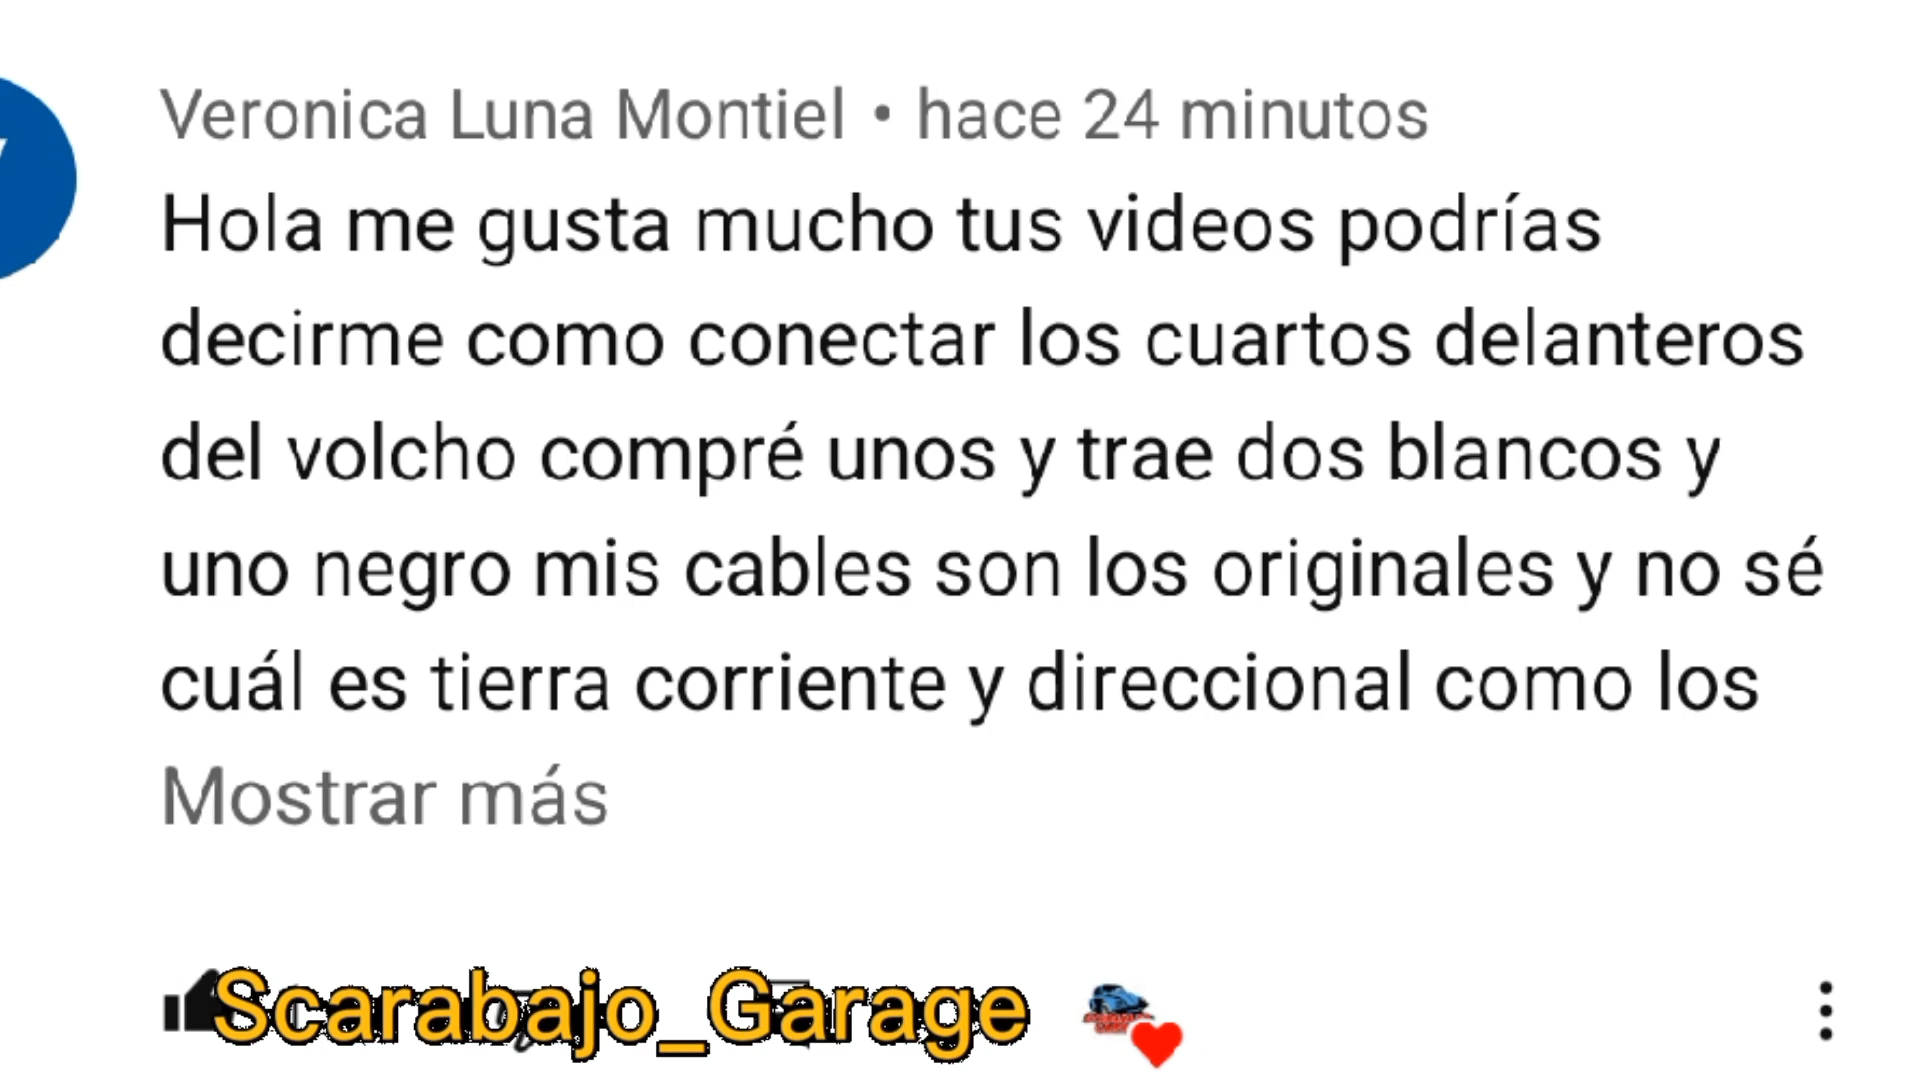 Veronica Luna Montiel • hace 24 minutos
Hola me gusta mucho tus videos podrías
decirme como conectar los cuartos delanteros
del volcho compré unos y trae dos blancos y
uno negro mis cables son los originales y no sé
cuál es tierra corriente y direccional como los
Mostrar más
Scarabajo_Garage